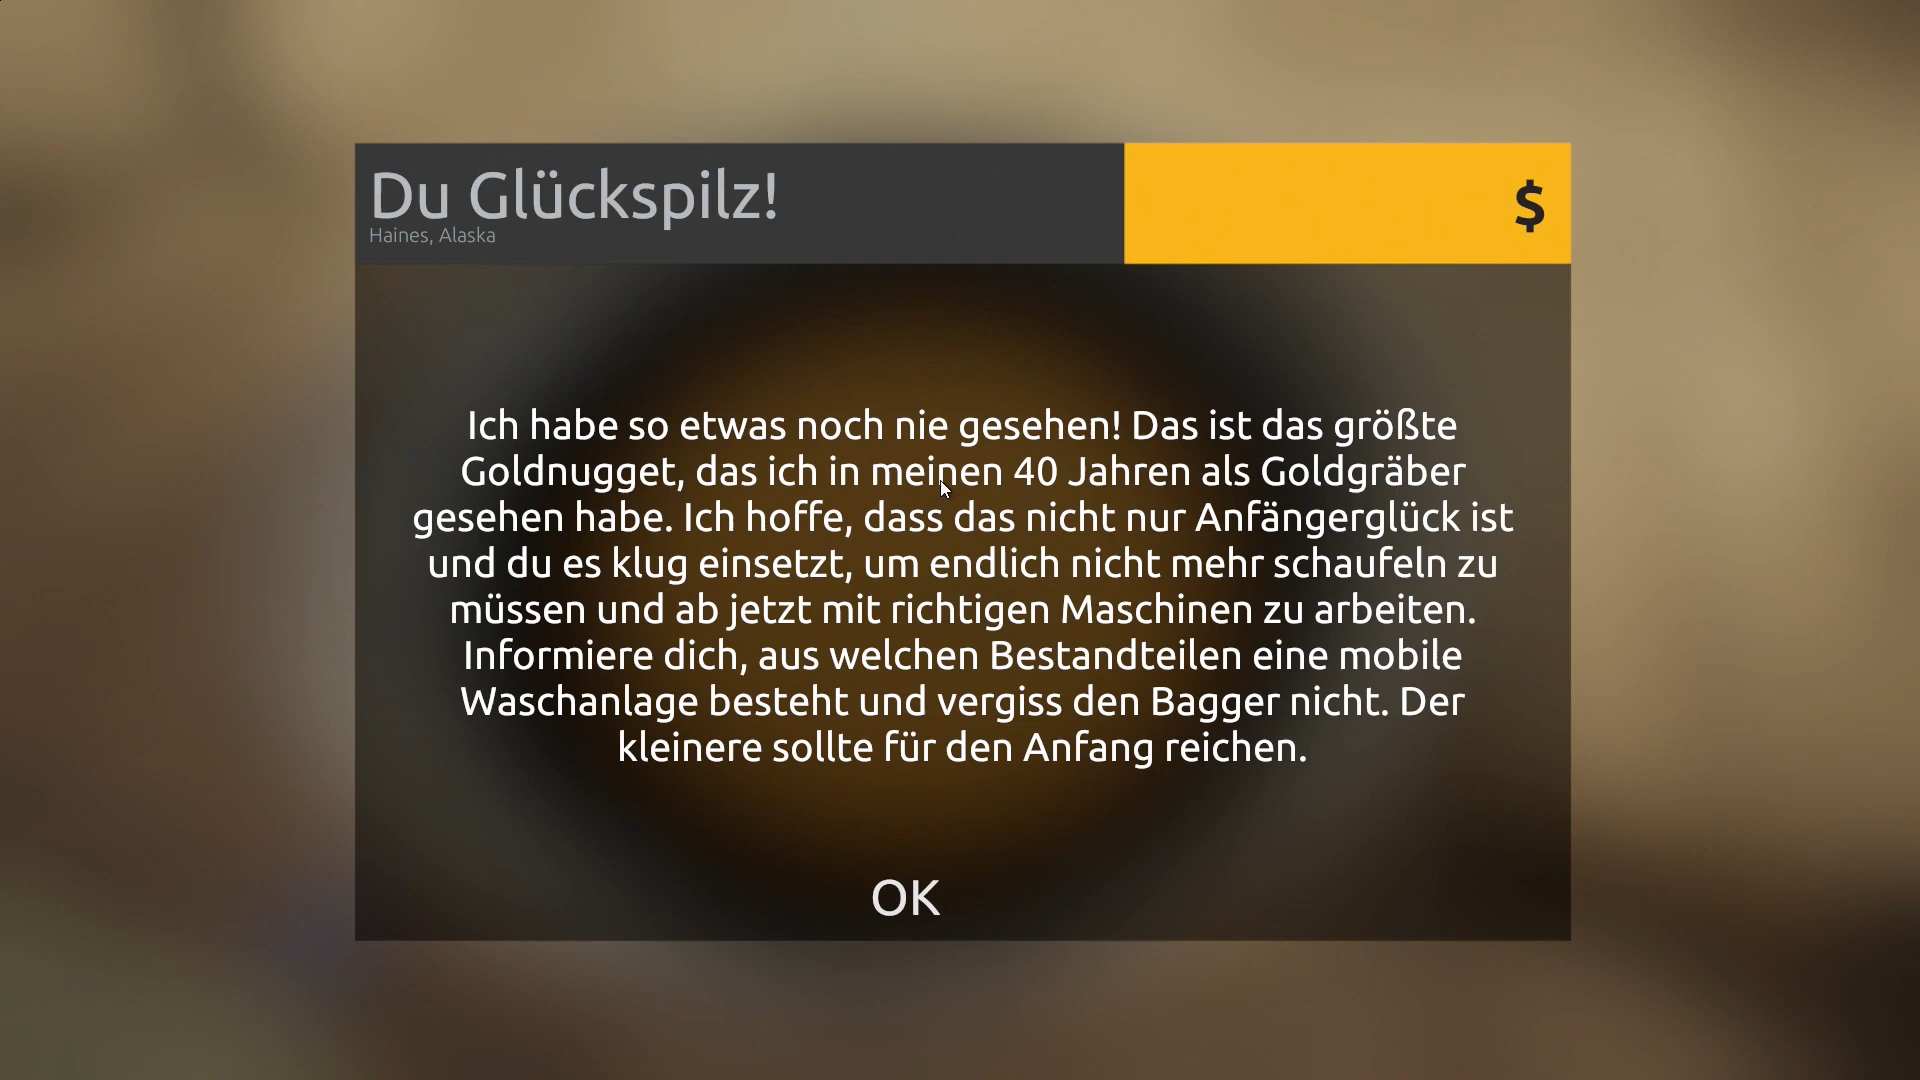 Du Glückspilz!
Haines, Alaska
$
Ich habe so etwas noch nie gesehen! Das ist das größte
Goldnugget, das ich in meinen 40 Jahren als Goldgräber
gesehen habe. Ich hoffe, dass das nicht nur Anfängerglück ist
und du es klug einsetzt, um endlich nicht mehr schaufeln zu
müssen und ab jetzt mit richtigen Maschinen zu arbeiten.
Informiere dich, aus welchen Bestandteilen eine mobile
Waschanlage besteht und vergiss den Bagger nicht. Der
kleinere sollte für den Anfang reichen.
OK